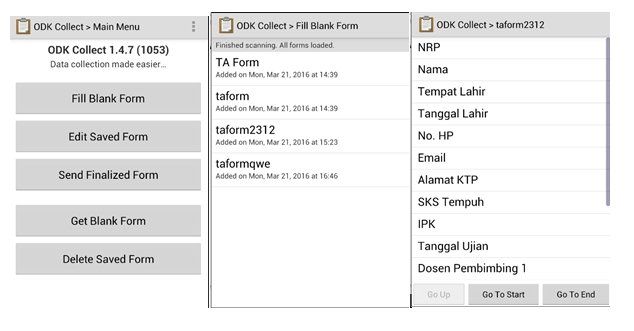 ODK Collect > Main Menu
ODK Collect 1.4.7 (1053)
Data collection made easier...
Fill Blank Form
Edit Saved Form
Send Finalized Form
Get Blank Form
Delete Saved Form
ODK Collect > Fill Blank Form
Finished scanning. All forms loaded.
TA Form
Added on Mon, Mar 21, 2016 at 14:39
taform
Added on Mon, Mar 21, 2016 at 14:39
taform2312
Added on Mon, Mar 21, 2016 at 15:23
taformqwe
Added on Mon, Mar 21, 2016 at 16:46
ODK Collect > taform2312
NRP
Nama
Tempat Lahir
Tanggal Lahir
No. HP
Email
Alamat KTP
SKS Tempuh
IPK
Tanggal Ujian
Dosen Pembimbing 1
Go Up
Go To Start
Go To End